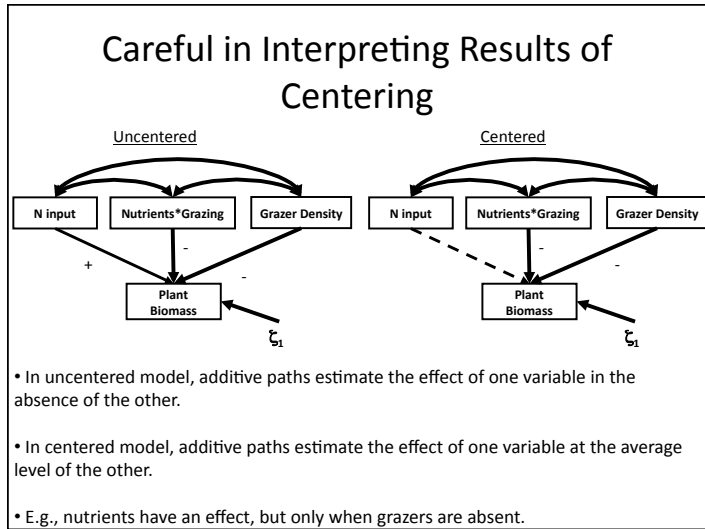 Careful in Interpreting Results of
Centering
Uncentered
Centered
N input
Nutrients*Grazing
Grazer Density
N input
Nutrients*Grazing
Grazer Density
+
-
-
-
-
Plant
Biomass
Plant
Biomass
ζ1
ζ1
• In uncentered model, additive paths estimate the effect of one variable in the
absence of the other.
• In centered model, additive paths estimate the effect of one variable at the average
level of the other.
• E.g., nutrients have an effect, but only when grazers are absent.